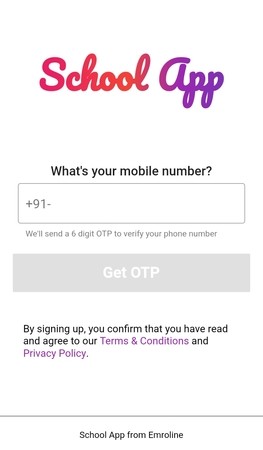 School App
What's your mobile number?
+91-
We'll send a 6 digit OTP to verify your phone number
Get OTP
By signing up, you confirm that you have read
and agree to our Terms & Conditions and
Privacy Policy.
School App from Emroline